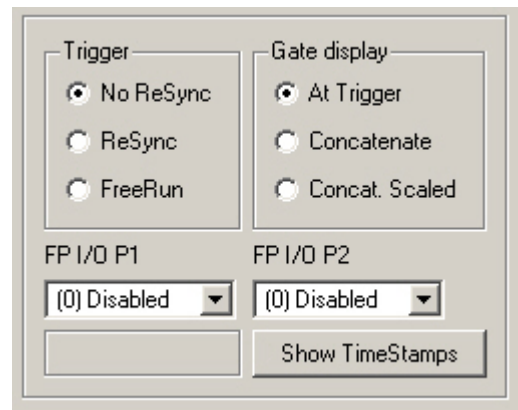 Trigger
No ReSync
ReSync
FreeRun
Gate display
At Trigger
Concatenate
Concat. Scaled
FP I/O P1
FP I/O P2
(0) Disabled
(0) Disabled
Show TimeStamps